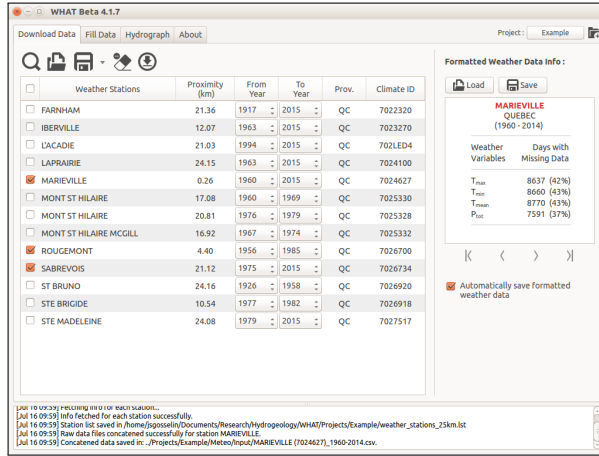 WHAT Beta 4.1.7
Download Data Fill Data Hydrograph About
Project : Example
Weather Stations Proximity (km) From Year To Year Prov. Climate ID
FARNHAM 21.36 1917 2015 QC 7022320
IBERVILLE 12.07 1963 2015 QC 7023270
L'ACADIE 21.03 1994 2015 QC 702LED4
LAPRAIRIE 24.15 1963 2015 QC 7024100
MARIEVILLE 0.26 1960 2015 QC 7024627
MONT ST HILAIRE 17.08 1960 1969 QC 7025330
MONT ST HILAIRE 20.81 1976 1979 QC 7025328
MONT ST HILAIRE MCGILL 16.92 1967 1974 QC 7025332
ROUGEMONT 4.40 1956 1985 QC 7026700
SABREVOIS 21.12 1975 2015 QC 7026734
ST BRUNO 24.16 1926 1958 QC 7026920
STE BRIGIDE 10.54 1977 1982 QC 7026918
STE MADELEINE 24.08 1979 2015 QC 7027517
Formatted Weather Data Info :
Load Save
MARIEVILLE
QUEBEC
(1960 - 2014)
Weather Days with
Variables Missing Data
Tmax 8637 (42%)
Tmin 8660 (43%)
Tmean 8770 (43%)
Ptot 7591 (37%)
Automatically save formatted
weather data
[Jul 16 09:59] Fetching info for each station...
[Jul 16 09:59] Info fetched for each station successfully.
[Jul 16 09:59] Station list saved in /home/jsgosselin/Documents/Research/Hydrogeology/WHAT/Projects/Example/weather_stations_25km.lst
[Jul 16 09:59] Raw data files concatened successfully for station MARIEVILLE.
[Jul 16 09:59] Concatened data saved in: ../Projects/Example/Meteo/Input/MARIEVILLE (7024627)_1960-2014.csv.